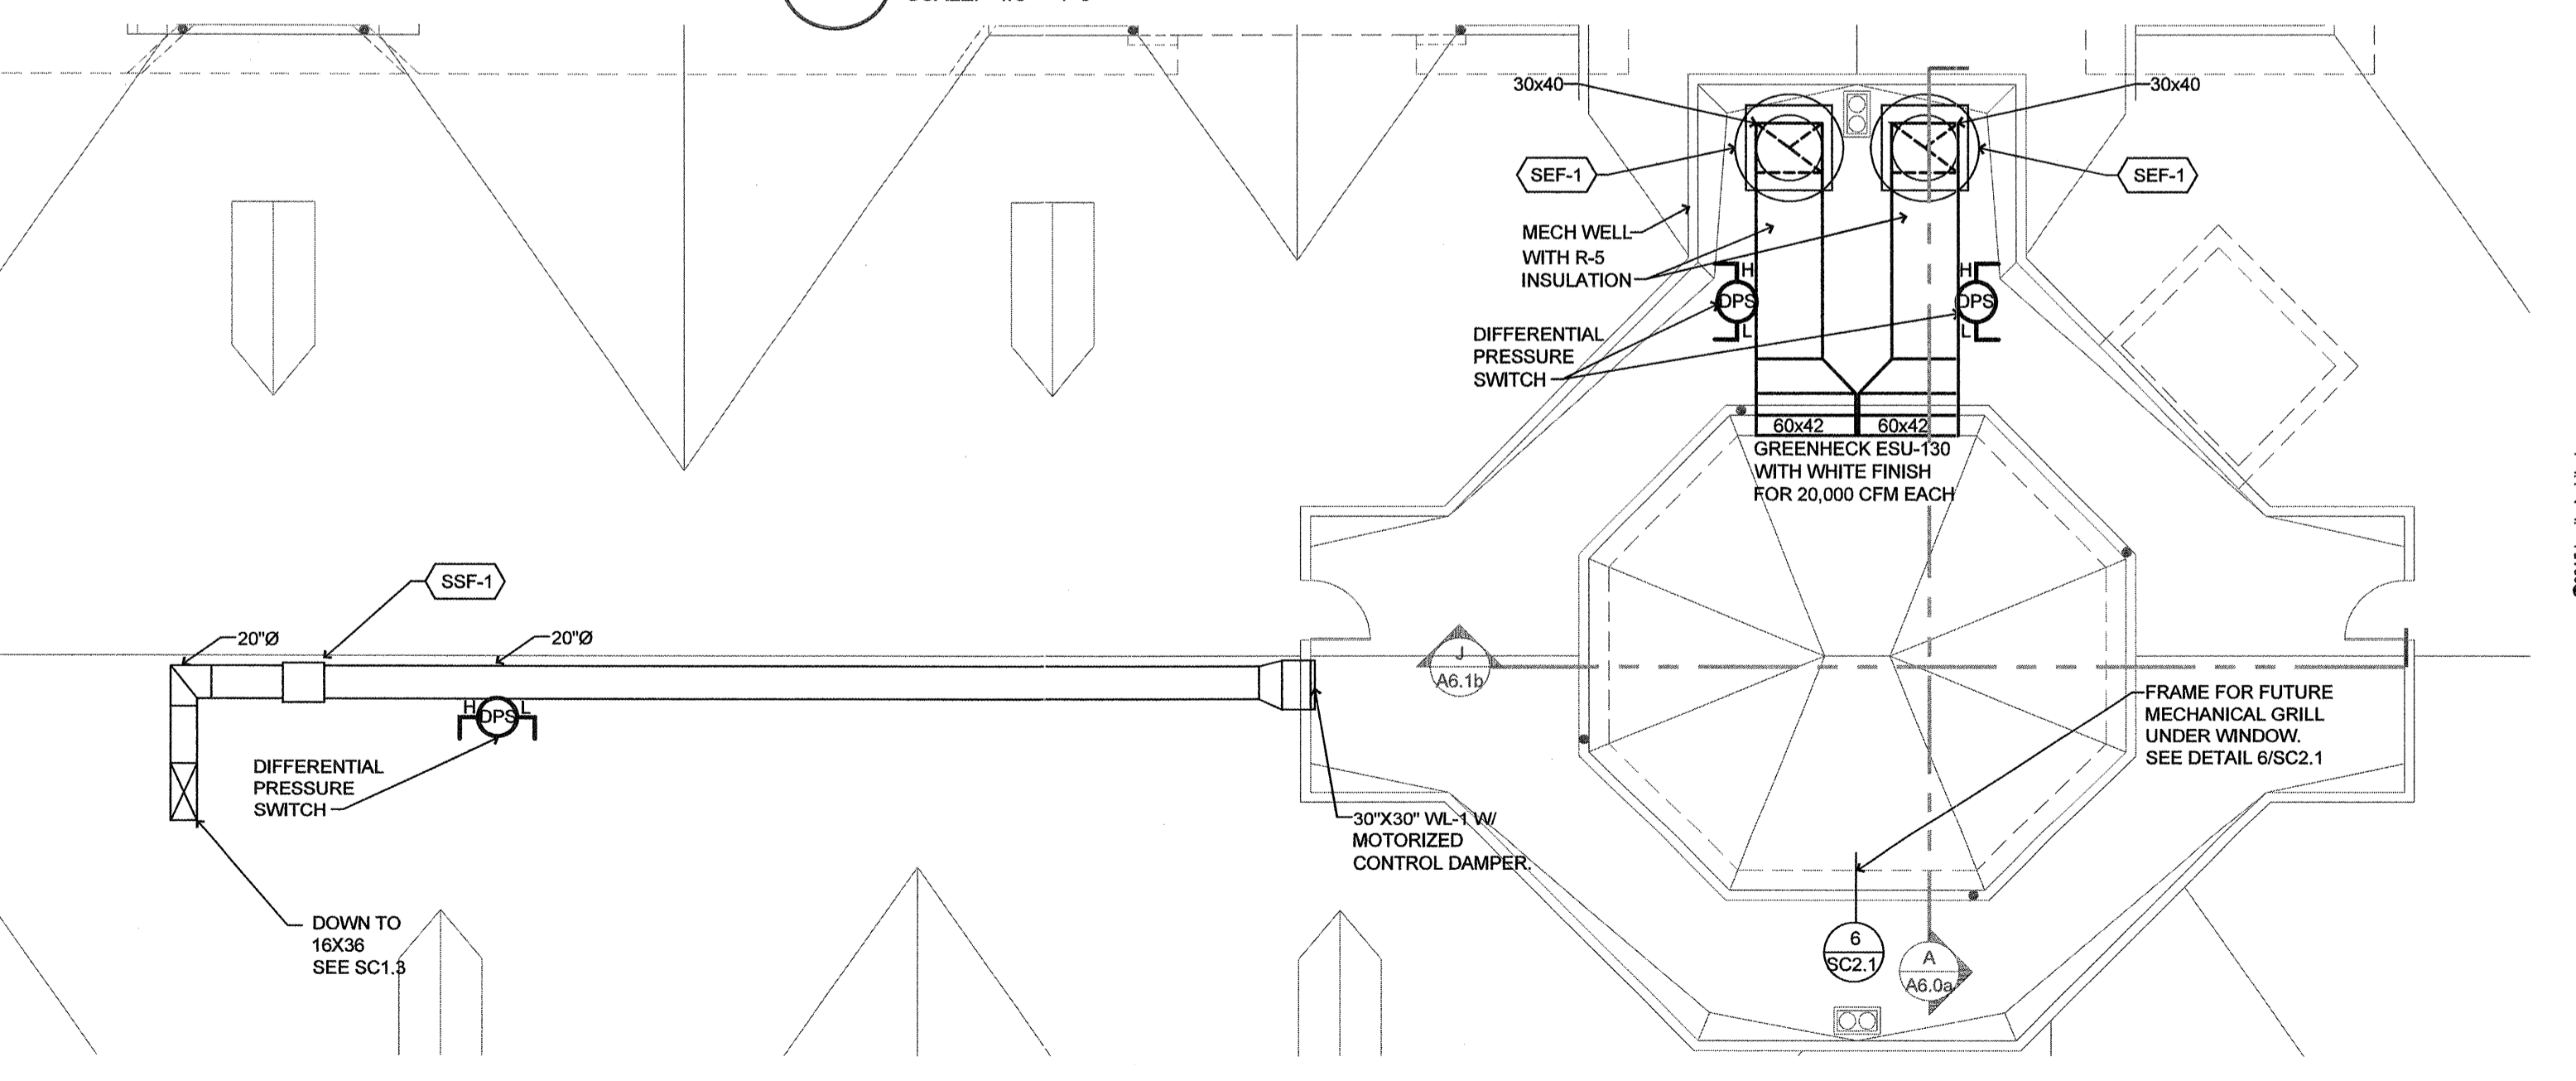 30x40
30x40
SEF-1
SEF-1
MECH WELL
WITH R-5
INSULATION
H
DPS
L
H
DPS
L
DIFFERENTIAL
PRESSURE
SWITCH
60x42
60x42
GREENHECK ESU-130
WITH WHITE FINISH
FOR 20,000 CFM EACH
SSF-1
20"Ø
20"Ø
H
DPS
L
DIFFERENTIAL
PRESSURE
SWITCH
J
A6.1b
FRAME FOR FUTURE
MECHANICAL GRILL
UNDER WINDOW.
SEE DETAIL 6/SC2.1
30"X30" WL-1 W/
MOTORIZED
CONTROL DAMPER.
DOWN TO
16X36
SEE SC1.3
6
SC2.1
A
A6.0a